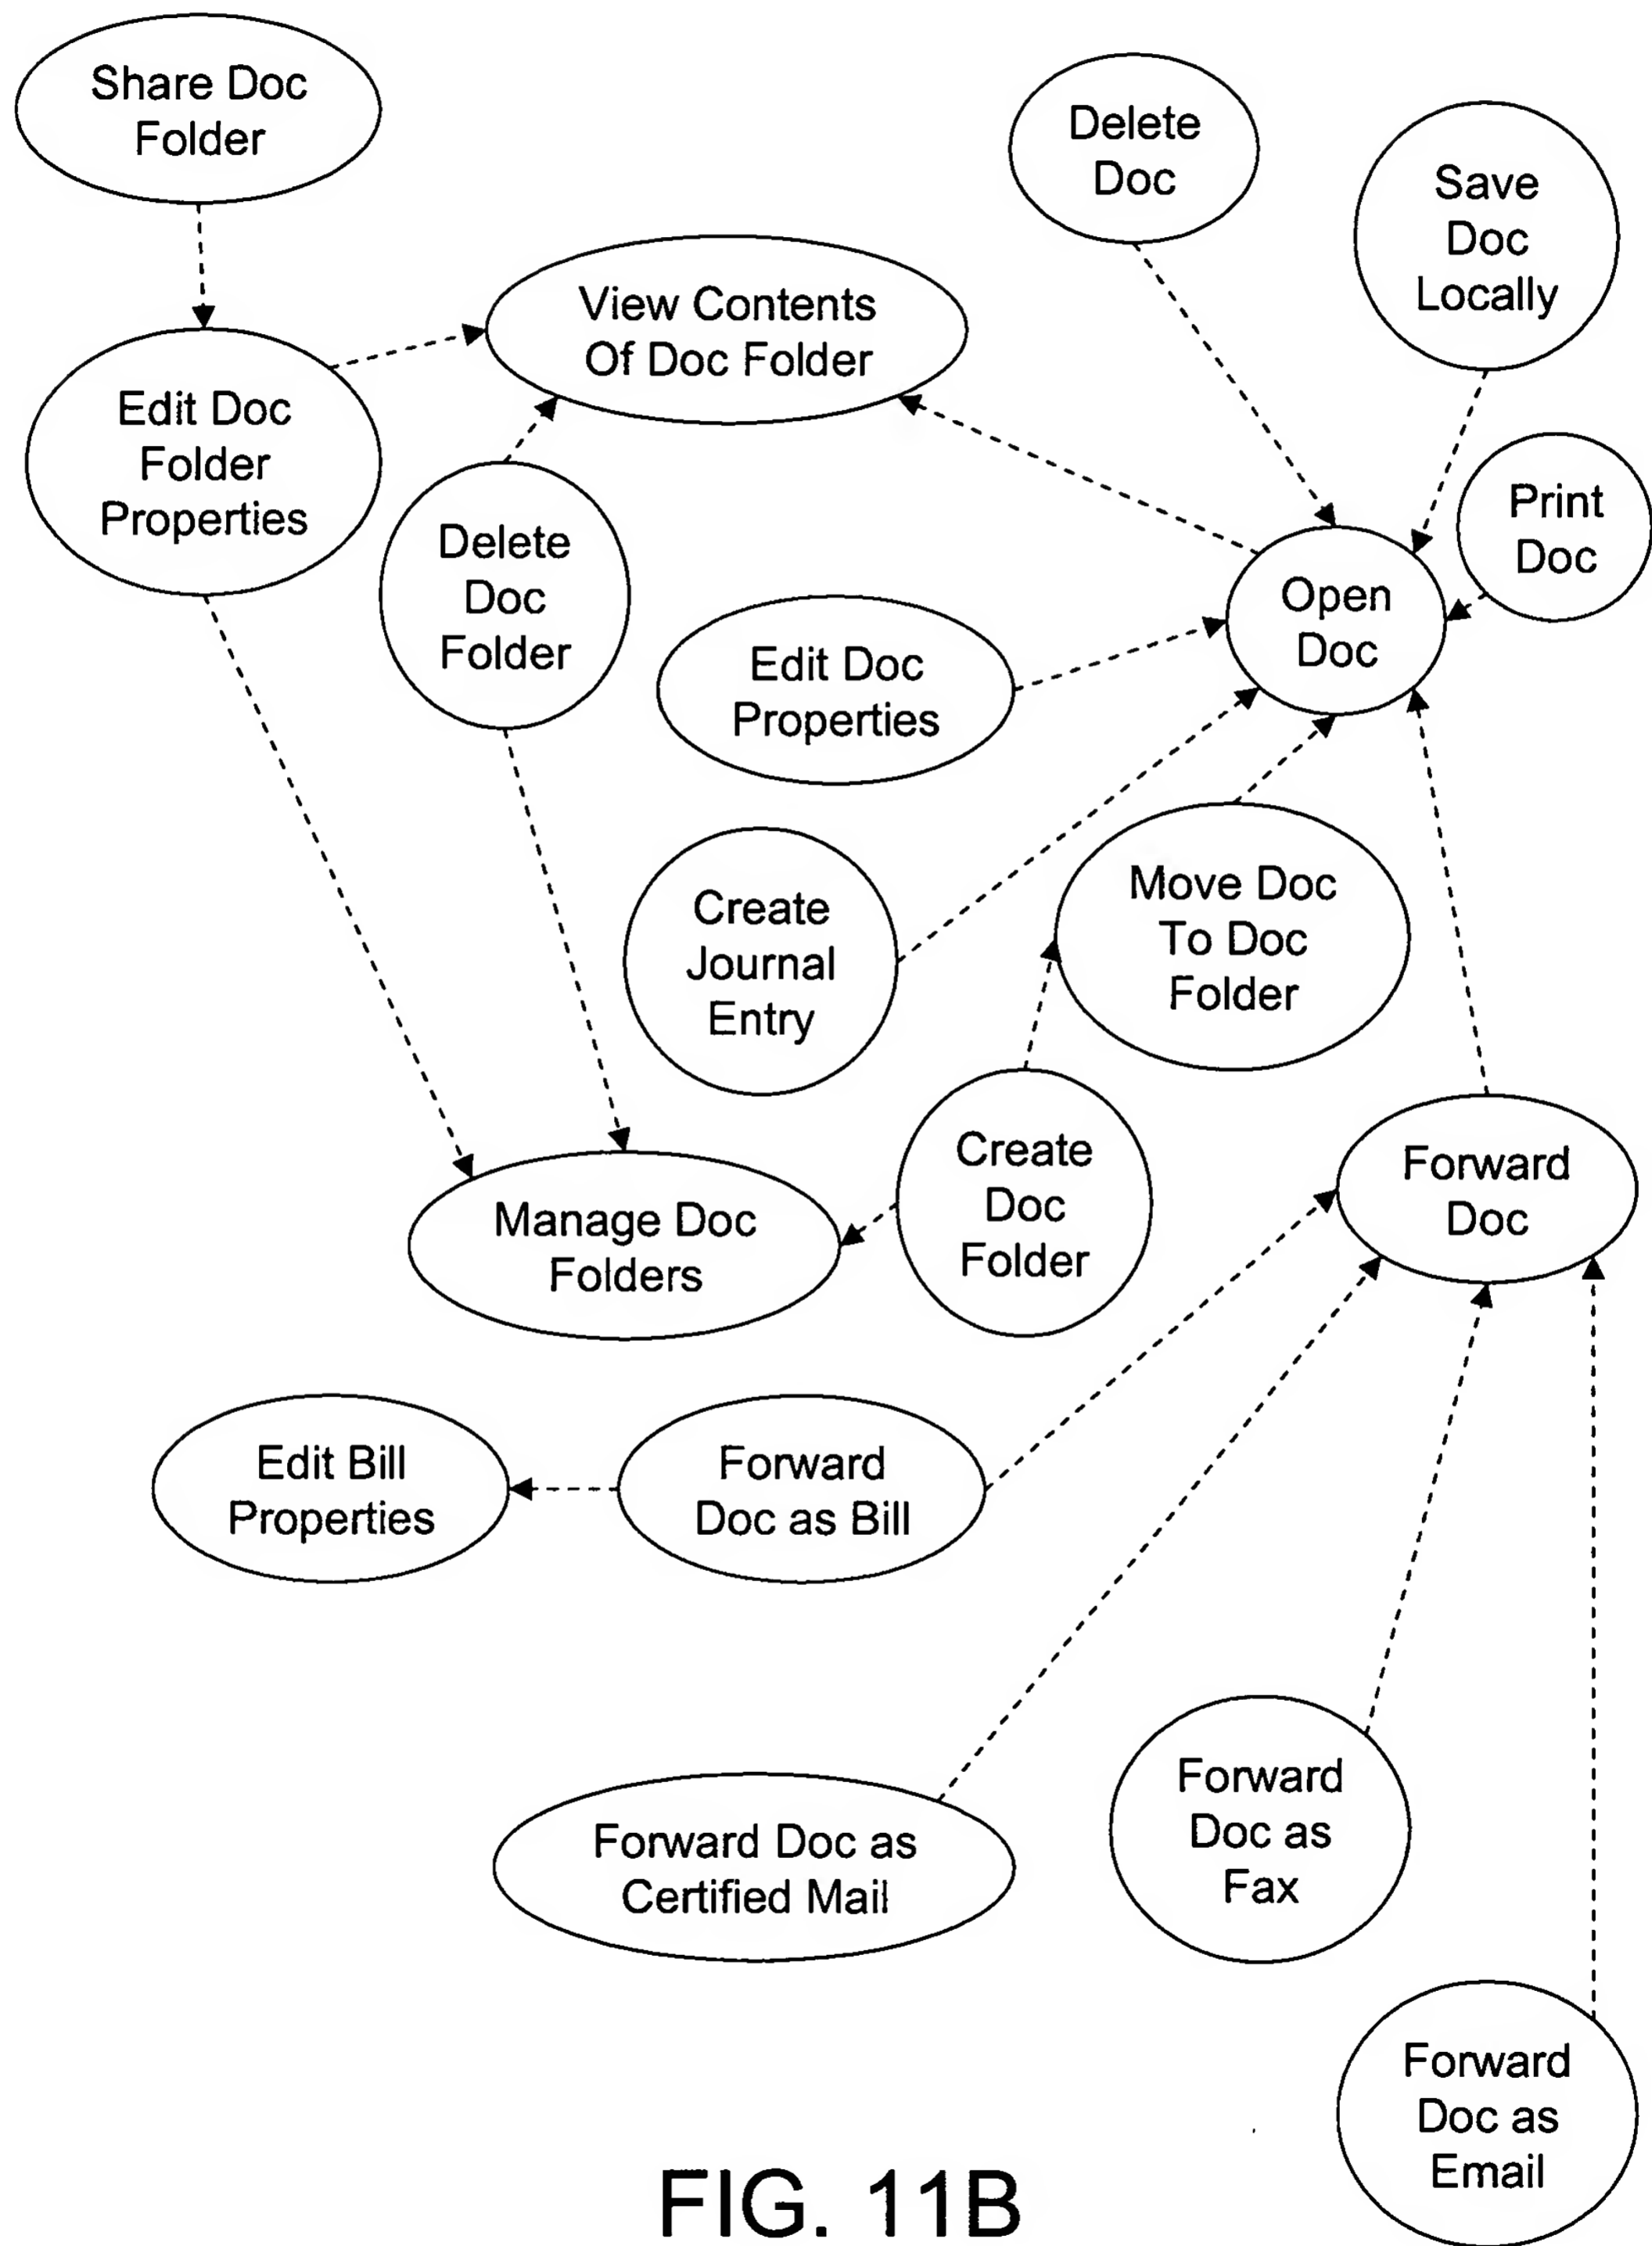 Share Doc
Folder
Delete
Doc
Save
Doc
Locally
View Contents
Of Doc Folder
Edit Doc
Folder
Properties
Print
Doc
Delete
Doc
Folder
Open
Doc
Edit Doc
Properties
Create
Journal
Entry
Move Doc
To Doc
Folder
Create
Doc
Folder
Forward
Doc
Manage Doc
Folders
Edit Bill
Properties
Forward
Doc as Bill
Forward Doc as
Certified Mail
Forward
Doc as
Fax
Forward
Doc as
Email
FIG. 11B